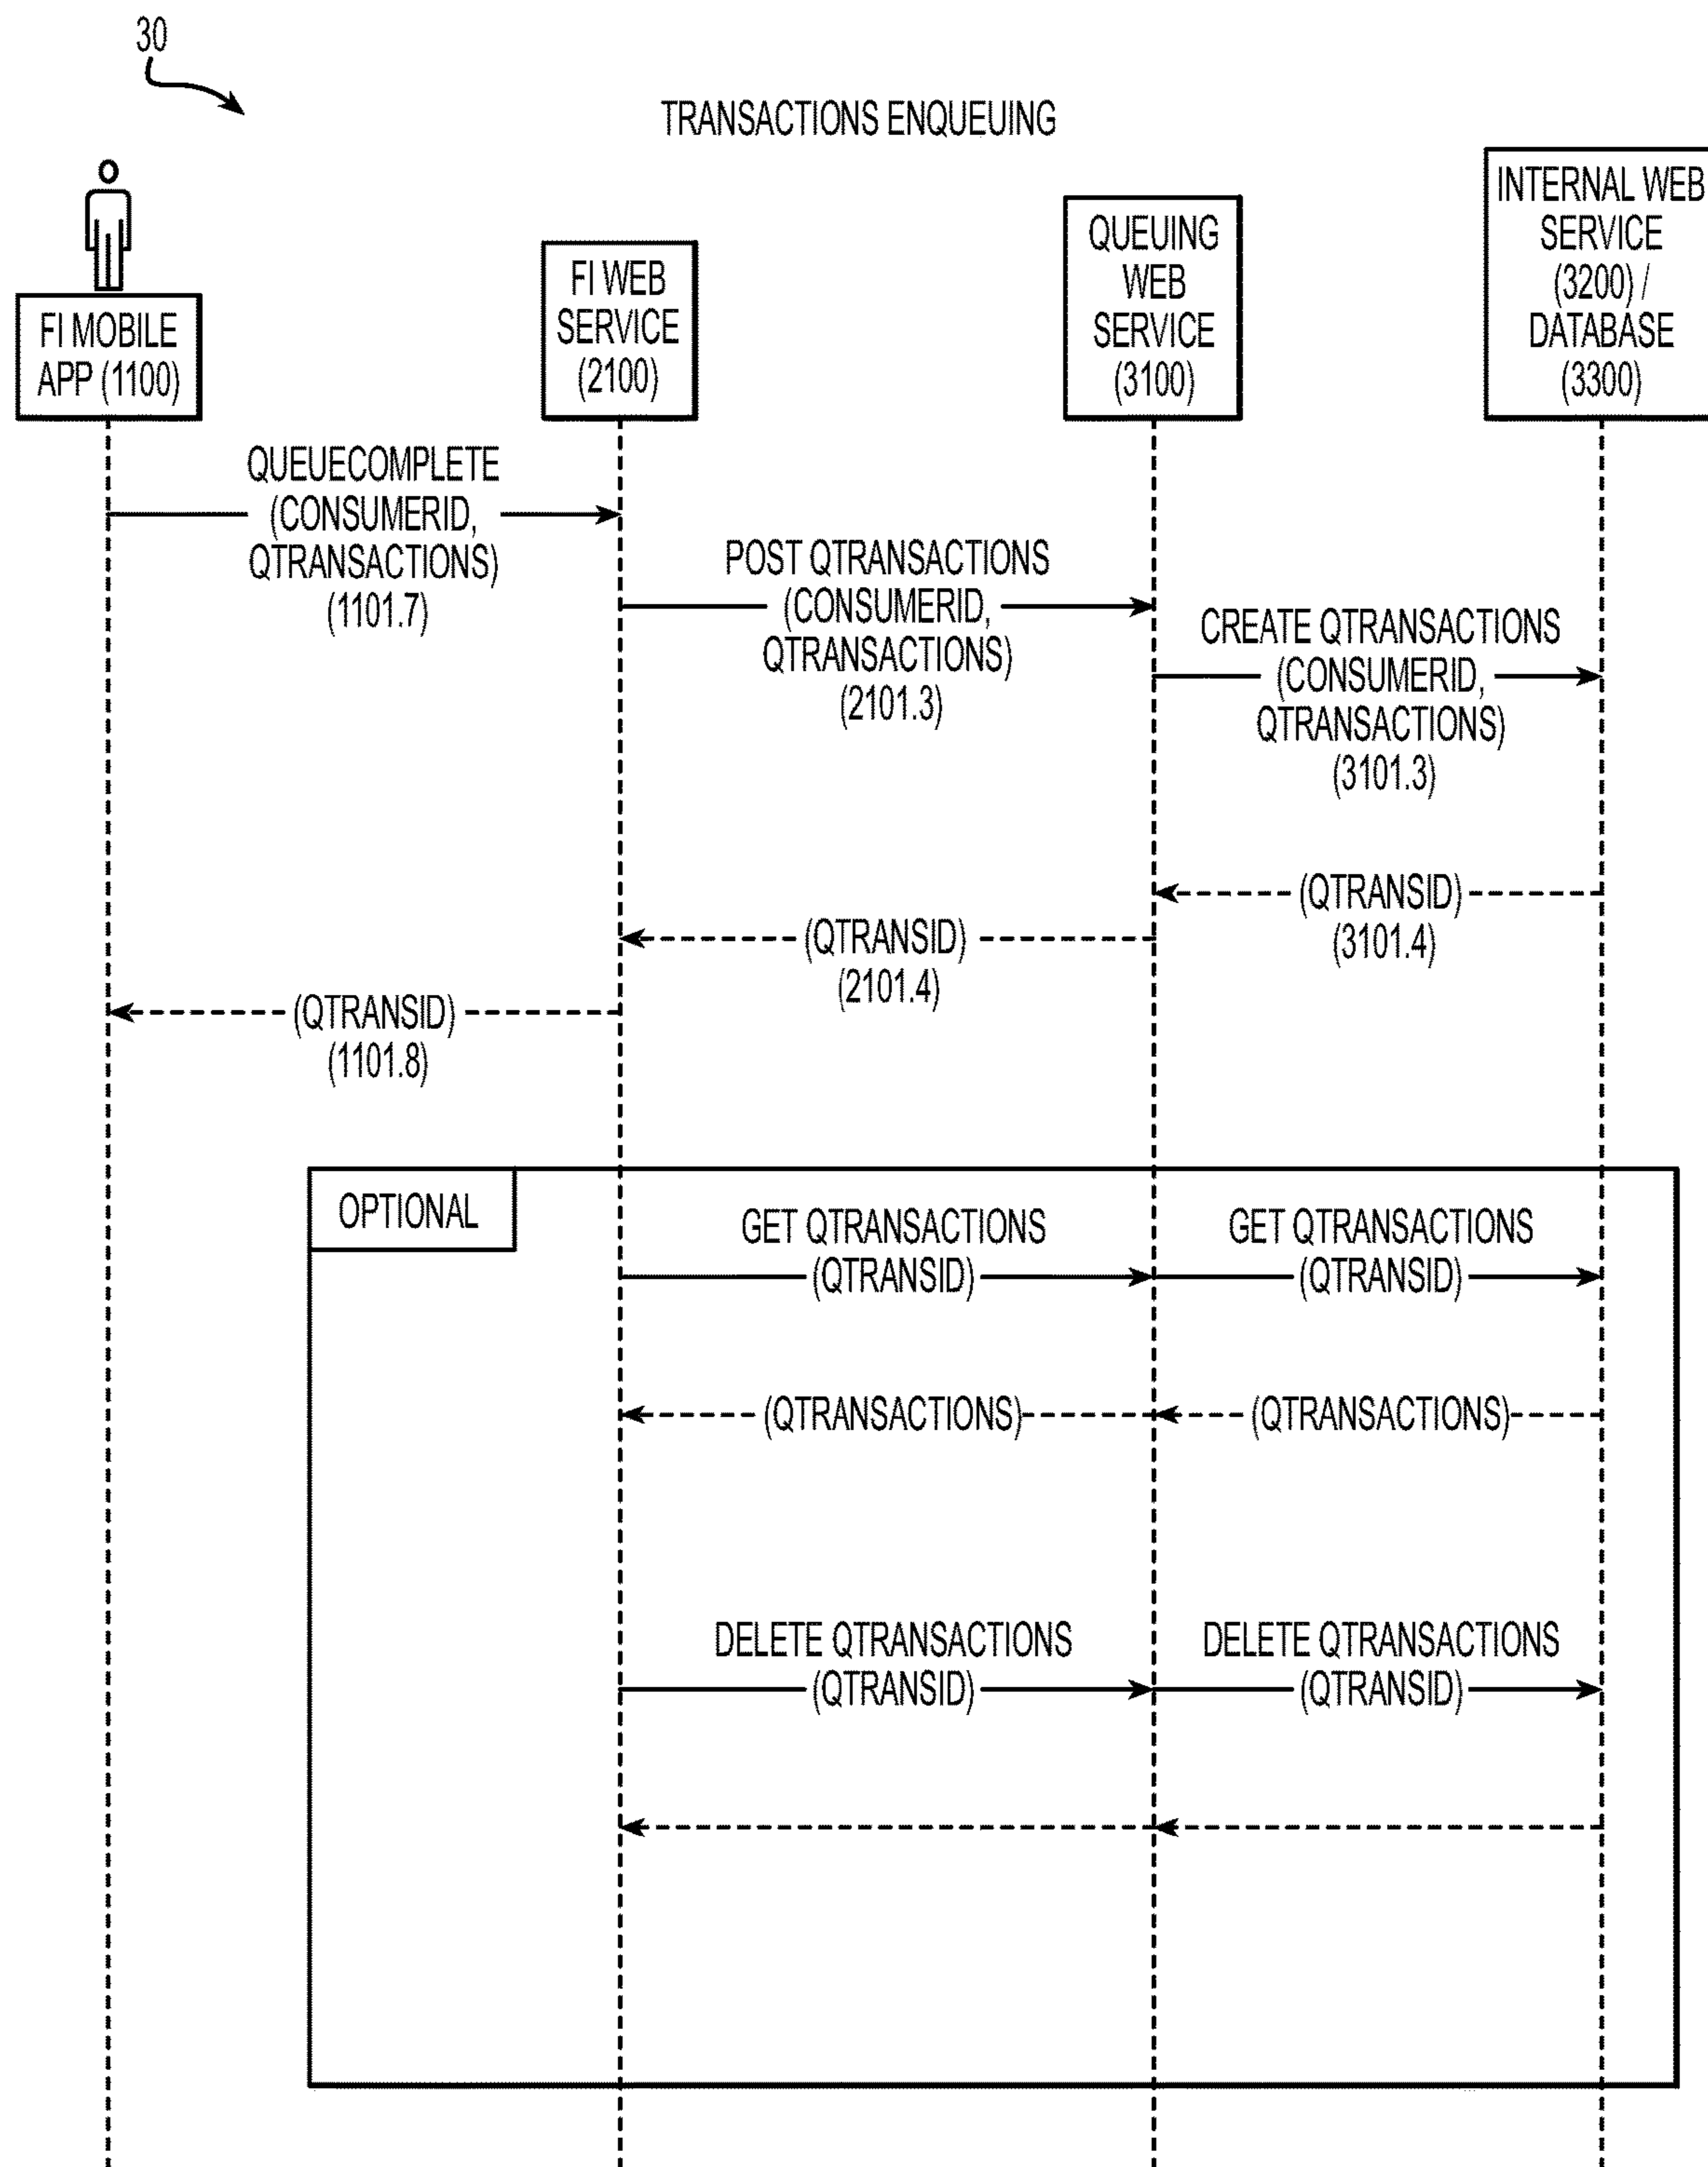 30
TRANSACTIONS ENQUEUING
FI MOBILE
APP (1100)
FI WEB
SERVICE
(2100)
QUEUING
WEB
SERVICE
(3100)
INTERNAL WEB
SERVICE
(3200) /
DATABASE
(3300)
QUEUECOMPLETE
(CONSUMERID,
QTRANSACTIONS)
(1101.7)
POST QTRANSACTIONS
(CONSUMERID,
QTRANSACTIONS)
(2101.3)
CREATE QTRANSACTIONS
(CONSUMERID,
QTRANSACTIONS)
(3101.3)
(QTRANSID)
(3101.4)
(QTRANSID)
(2101.4)
(QTRANSID)
(1101.8)
OPTIONAL
GET QTRANSACTIONS
(QTRANSID)
GET QTRANSACTIONS
(QTRANSID)
(QTRANSACTIONS)
(QTRANSACTIONS)
DELETE QTRANSACTIONS
(QTRANSID)
DELETE QTRANSACTIONS
(QTRANSID)